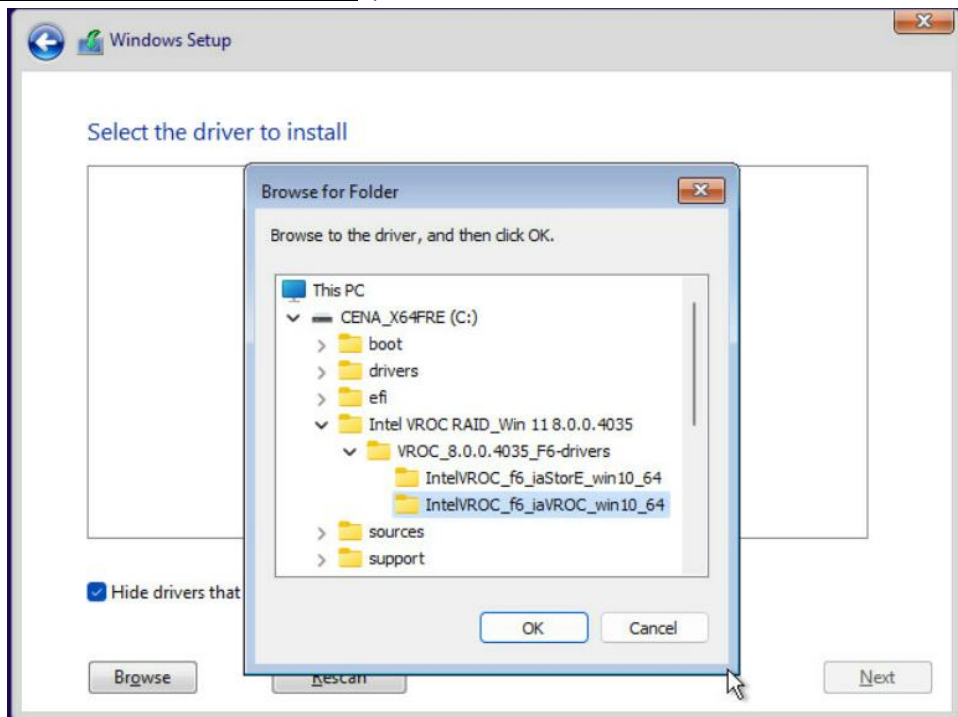 Windows Setup
Select the driver to install
Browse for Folder
Browse to the driver, and then click OK.
This PC
CENA_X64FRE (C:)
boot
drivers
efi
Intel VROC RAID_Win 11 8.0.0.4035
VROC_8.0.0.4035_F6-drivers
IntelVROC_f6_iaStorE_win10_64
IntelVROC_f6_iaVROC_win10_64
sources
support
Hide drivers that
OK Cancel
Browse Rescan Next